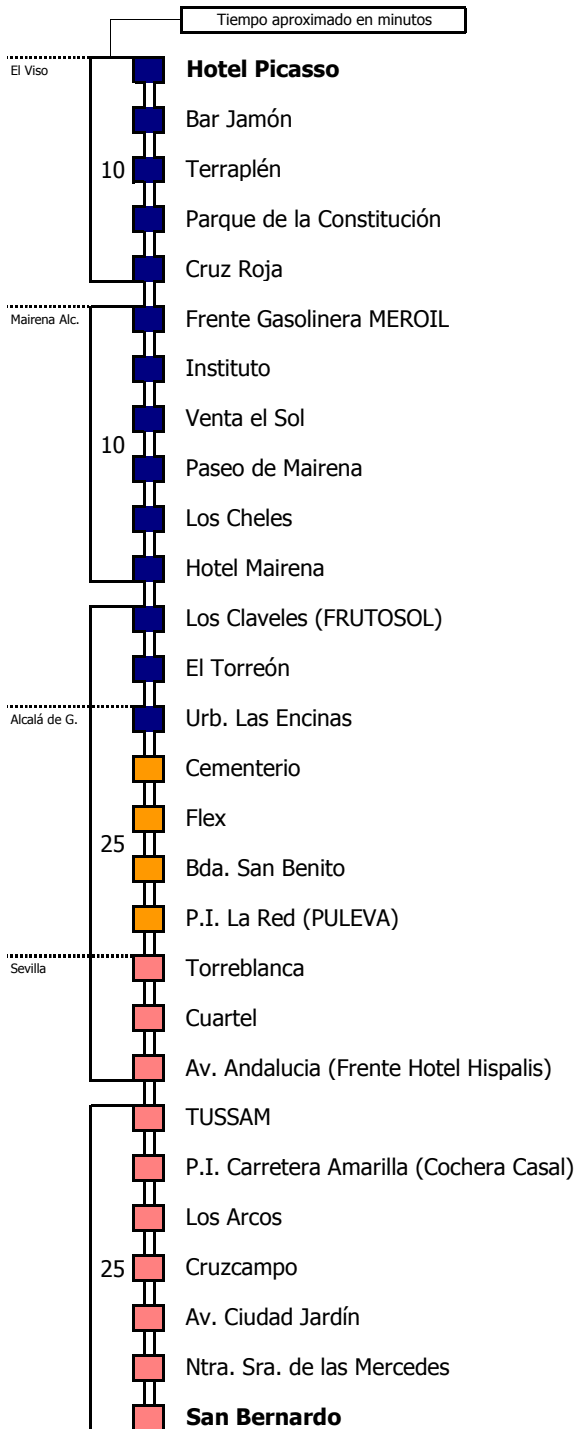 Tiempo aproximado en minutos
El Viso
Hotel Picasso
Bar Jamón
10
Terraplén
Parque de la Constitución
Cruz Roja
Mairena Alc.
Frente Gasolinera MEROIL
Instituto
Venta el Sol
10
Paseo de Mairena
Los Cheles
Hotel Mairena
Los Claveles (FRUTOSOL)
El Torreón
Alcalá de G.
Urb. Las Encinas
Cementerio
Flex
25
Bda. San Benito
P.I. La Red (PULEVA)
Sevilla
Torreblanca
Cuartel
Av. Andalucia (Frente Hotel Hispalis)
TUSSAM
P.I. Carretera Amarilla (Cochera Casal)
Los Arcos
25
Cruzcampo
Av. Ciudad Jardín
Ntra. Sra. de las Mercedes
San Bernardo